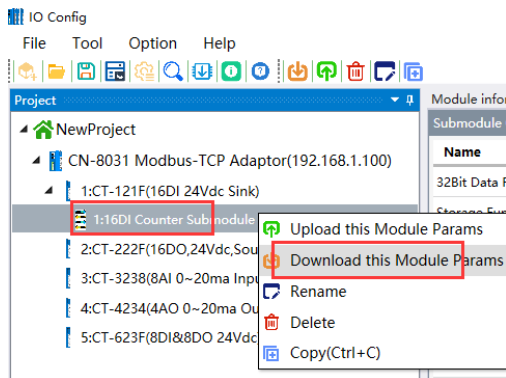 IO Config
File Tool Option Help
Project
NewProject
CN-8031 Modbus-TCP Adaptor(192.168.1.100)
1:CT-121F(16DI 24Vdc Sink)
1:16DI Counter Submodule
2:CT-222F(16DO,24Vdc,Sou
3:CT-3238(8AI 0~20ma Inpu
4:CT-4234(4AO 0~20ma Ou
5:CT-623F(8DI&8DO 24Vdc
Upload this Module Params
Download this Module Params
Rename
Delete
Copy(Ctrl+C)
Module infor
Submodule
Name
32Bit Data F
Storage Fun